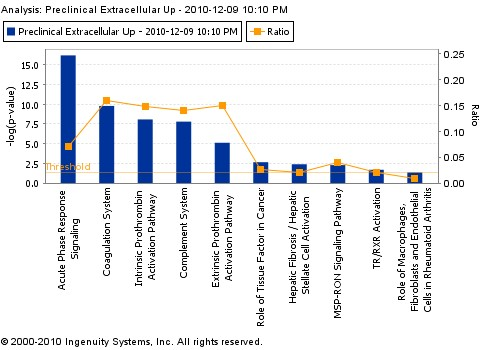 Analysis: Preclinical Extracellular Up - 2010-12-09 10:10 PM
Preclinical Extracellular Up - 2010-12-09 10:10 PM
Ratio
-log(p-value)
15.0
12.5
10.0
7.5
5.0
2.5
0.0
Threshold
0.25
0.20
0.15
0.10
0.05
0.00
Ratio
Acute Phase Response
Signaling
Coagulation System
Intrinsic Prothrombin
Activation Pathway
Complement System
Extrinsic Prothrombin
Activation Pathway
Role of Tissue Factor in Cancer
Hepatic Fibrosis / Hepatic
Stellate Cell Activation
MSP-RON Signaling Pathway
TR/RXR Activation
Role of Macrophages,
Fibroblasts and Endothelial
Cells in Rheumatoid Arthritis
© 2000-2010 Ingenuity Systems, Inc. All rights reserved.